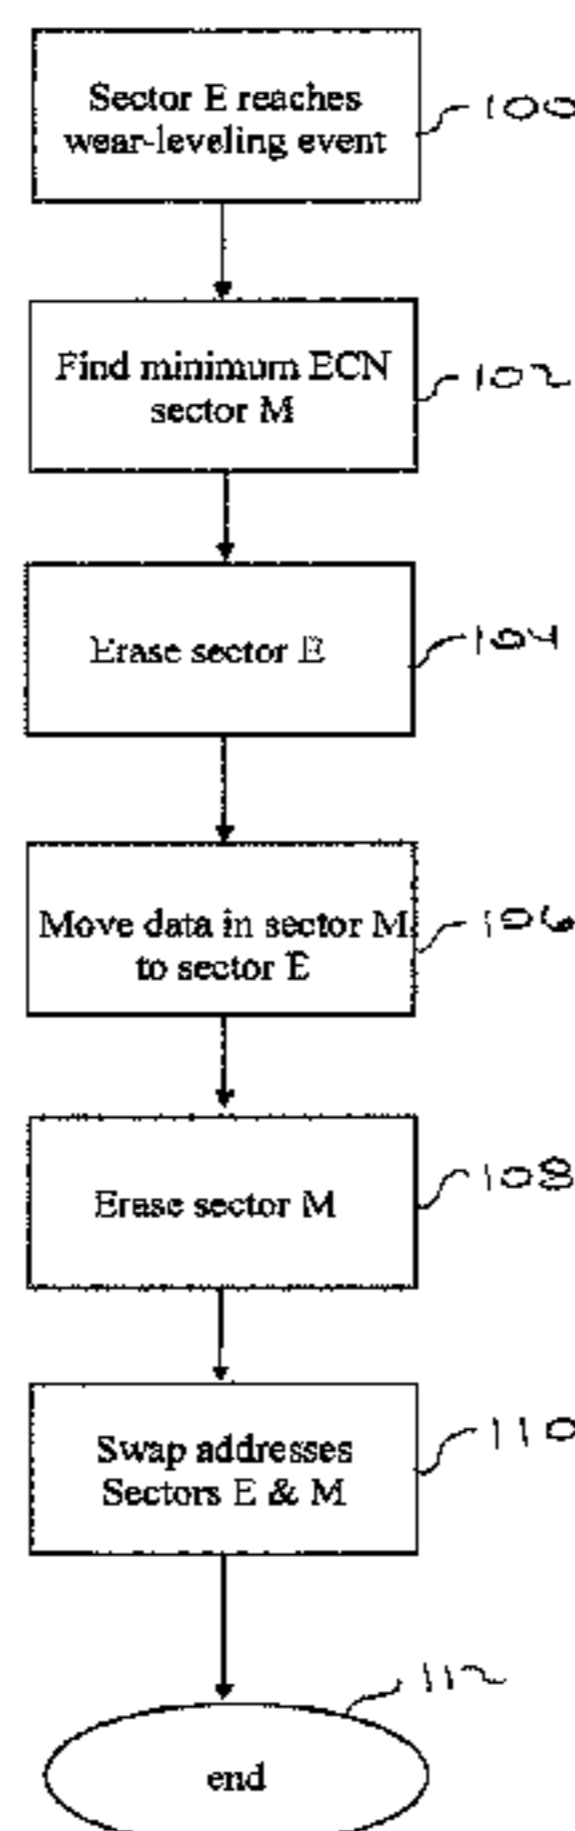 Sector E reaches
wear-leveling event
100
Find minimum ECN
sector M
102
Erase sector E
104
Move data in sector M
to sector E
106
Erase sector M
108
Swap addresses
Sectors E & M
110
112
end